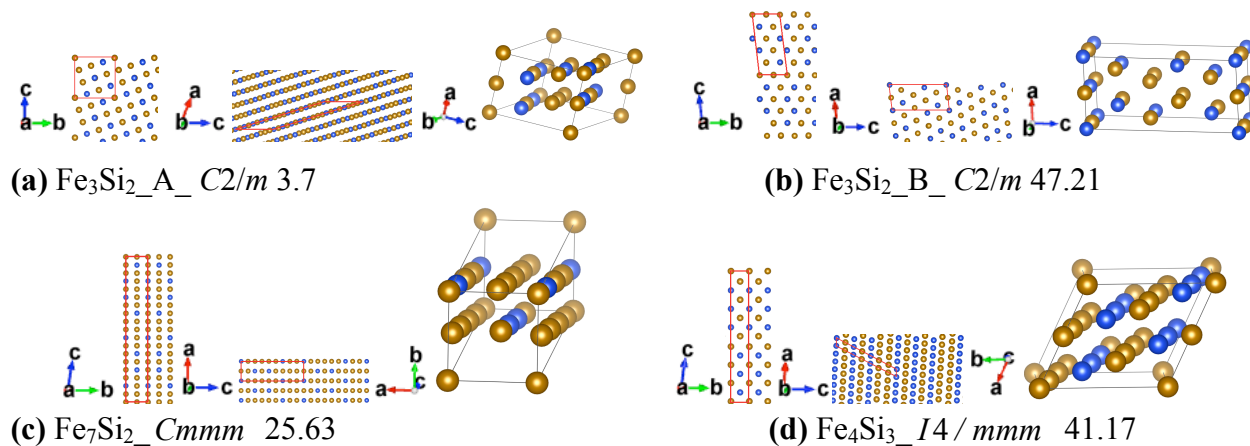 (a) Fe₃Si₂_A_ C2/m 3.7
c
a
b
a
b
c
a
b
c
(b) Fe₃Si₂_B_ C2/m 47.21
c
a
b
a
b
c
a
b
c
(c) Fe₇Si₂_Cmmm 25.63
c
a
b
a
b
c
b
a
c
(d) Fe₄Si₃_I4/mmm 41.17
c
a
b
a
b
c
b
c
a